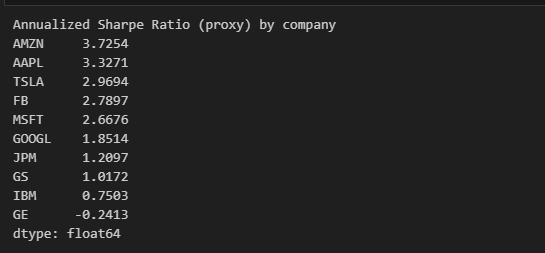 Annualized Sharpe Ratio (proxy) by company
AMZN 3.7254
AAPL 3.3271
TSLA 2.9694
FB 2.7897
MSFT 2.6676
GOOGL 1.8514
JPM 1.2097
GS 1.0172
IBM 0.7503
GE -0.2413
dtype: float64